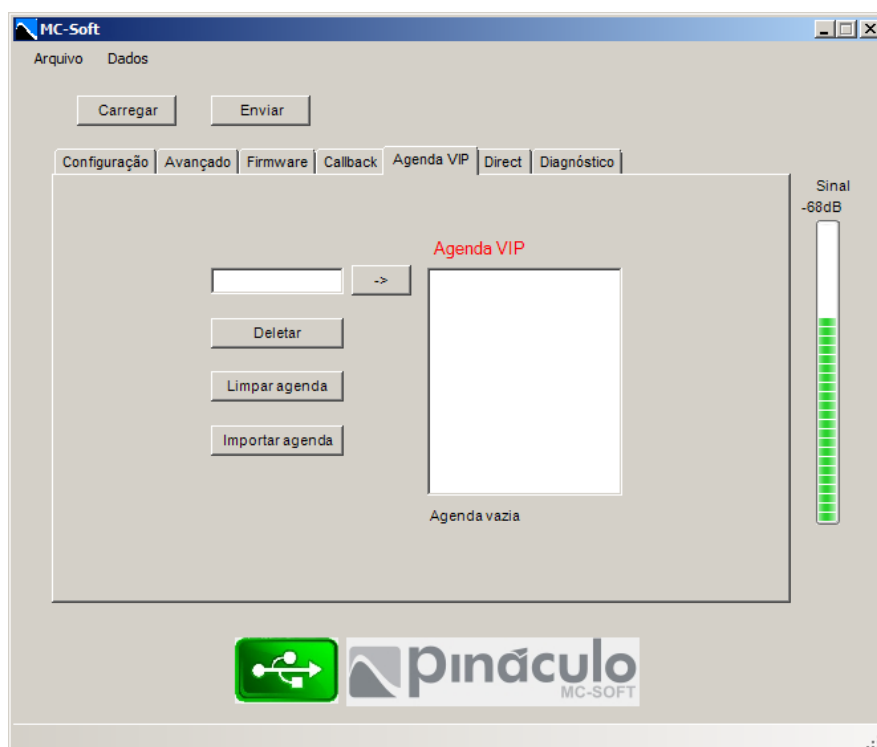 MC-Soft
Arquivo Dados
Carregar Enviar
Configuração Avançado Firmware Callback Agenda VIP Direct Diagnóstico
Sinal
-68dB
Agenda VIP
->
Deletar
Limpar agenda
Importar agenda
Agenda vazia
pináculo
MC-SOFT